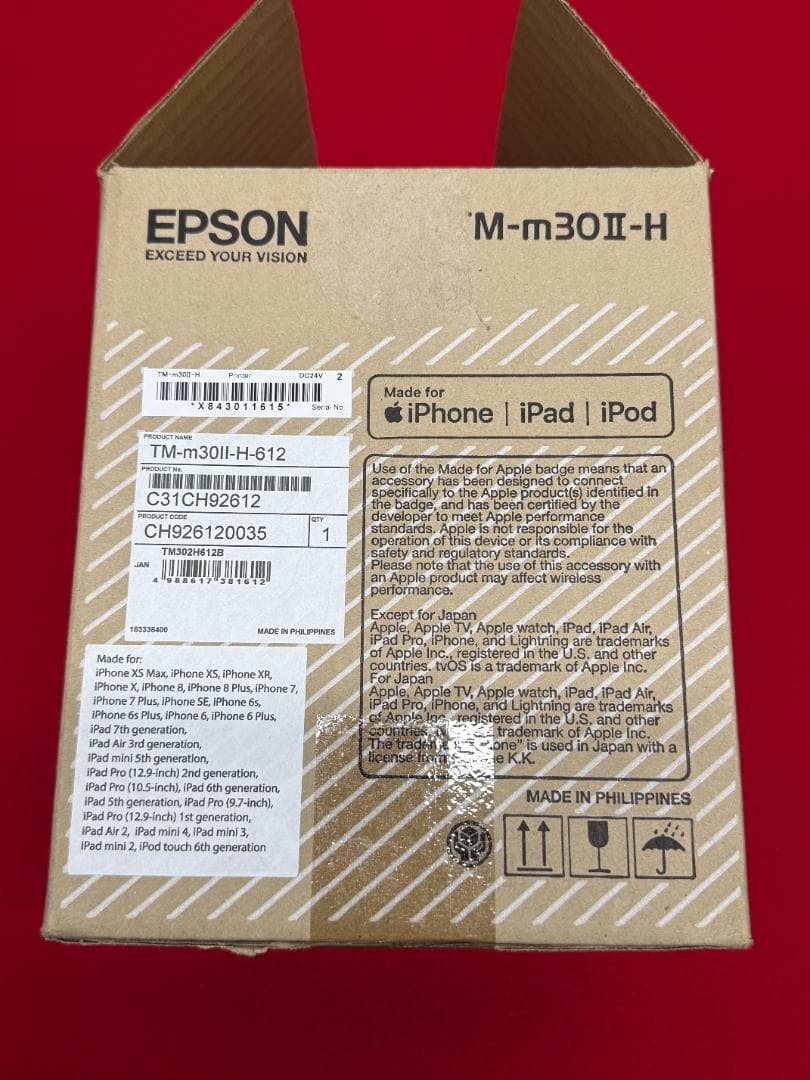 EPSON
EXCEED YOUR VISION
TM-m30II-H
TM-m30II-H Printer DC24V 2
*X843011615* Serial No.
PRODUCT NAME
TM-m30II-H-612
PRODUCT No.
C31CH92612
PRODUCT CODE
CH926120035
QTY
1
TM302H612B
JAN
4 988617 381612
183338400 MADE IN PHILIPPINES
Made for:
iPhone XS Max, iPhone XS, iPhone XR,
iPhone X, iPhone 8, iPhone 8 Plus, iPhone 7,
iPhone 7 Plus, iPhone SE, iPhone 6s,
iPhone 6s Plus, iPhone 6, iPhone 6 Plus,
iPad 7th generation,
iPad Air 3rd generation,
iPad mini 5th generation,
iPad Pro (12.9-inch) 2nd generation,
iPad Pro (10.5-inch), iPad 6th generation,
iPad 5th generation, iPad Pro (9.7-inch),
iPad Pro (12.9-inch) 1st generation,
iPad Air 2, iPad mini 4, iPad mini 3,
iPad mini 2, iPod touch 6th generation
Made for
iPhone | iPad | iPod
Use of the Made for Apple badge means that an
accessory has been designed to connect
specifically to the Apple product(s) identified in
the badge, and has been certified by the
developer to meet Apple performance
standards. Apple is not responsible for the
operation of this device or its compliance with
safety and regulatory standards.
Please note that the use of this accessory with
an Apple product may affect wireless
performance.
Except for Japan
Apple, Apple TV, Apple watch, iPad, iPad Air,
iPad Pro, iPhone, and Lightning are trademarks
of Apple Inc., registered in the U.S. and other
countries. tvOS is a trademark of Apple Inc.
For Japan
Apple, Apple TV, Apple watch, iPad, iPad Air,
iPad Pro, iPhone, and Lightning are trademarks
of Apple Inc., registered in the U.S. and other
countries. trademark of Apple Inc.
The is used in Japan with a
license from K.K.
MADE IN PHILIPPINES